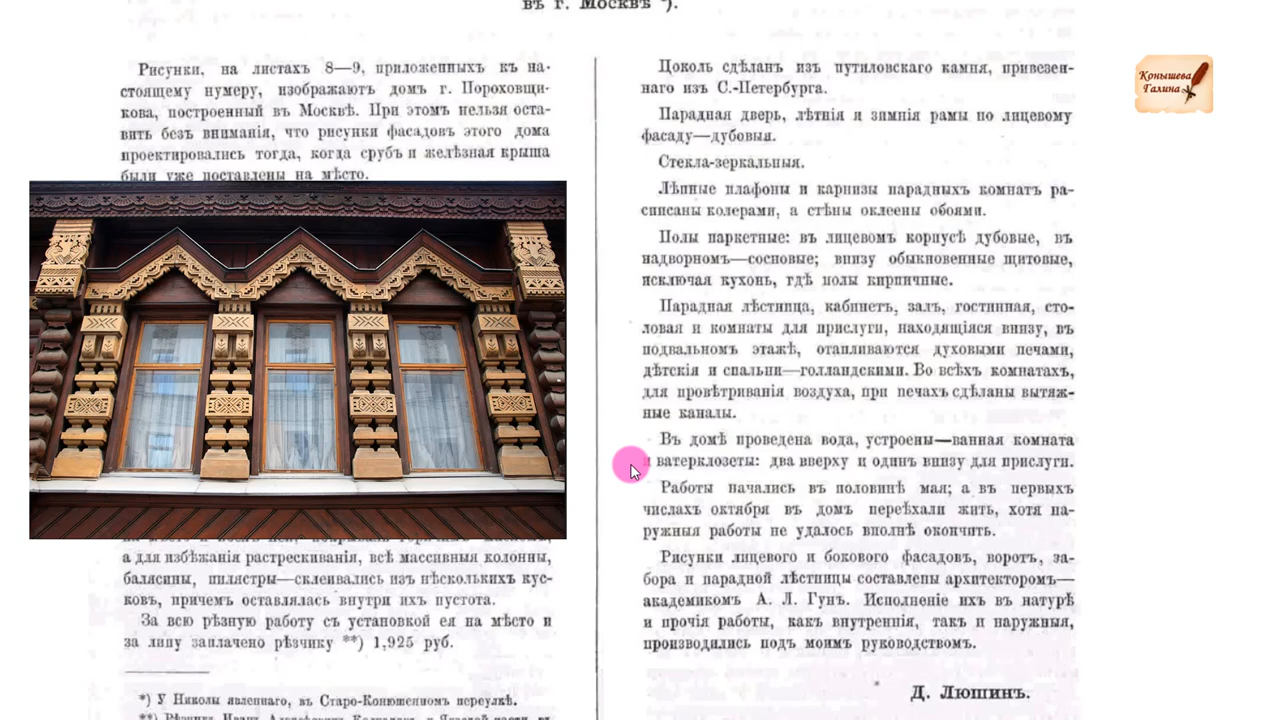 въ г. Москвѣ *).
Рисунки, на листахъ 8—9, приложенныхъ къ на-
стоящему нумеру, изображаютъ домъ г. Пороховщи-
кова, построенный въ Москвѣ. При этомъ нельзя оста-
вить безъ вниманія, что рисунки фасадовъ этого дома
проектировались тогда, когда срубъ и желѣзная крыша
были уже поставлены на мѣсто.
а для избѣжанія растрескиванія, всѣ массивныя колонны,
балясины, пилястры—склеивались изъ нѣсколькихъ кус-
ковъ, причемъ оставлялась внутри ихъ пустота.
За всю рѣзную работу съ установкой ея на мѣсто и
за липу заплачено рѣзчику **) 1,925 руб.
*) У Николы явленнаго, въ Старо-Конюшенномъ переулкѣ.
Цоколь сдѣланъ изъ путиловскаго камня, привезен-
наго изъ С.-Петербурга.
Парадная дверь, лѣтнія и зимнія рамы по лицевому
фасаду—дубовыя.
Стекла-зеркальныя.
Лѣпные плафоны и карнизы парадныхъ комнатъ ра-
списаны колерами, а стѣны оклеены обоями.
Полы паркетные: въ лицевомъ корпусѣ дубовые, въ
надворномъ—сосновые; внизу обыкновенные щитовые,
исключая кухонь, гдѣ полы кирпичные.
Парадная лѣстница, кабинетъ, залъ, гостинная, сто-
ловая и комнаты для прислуги, находящіяся внизу, въ
подвальномъ этажѣ, отапливаются духовыми печами,
дѣтскія и спальни—голландскими. Во всѣхъ комнатахъ,
для провѣтриванія воздуха, при печахъ сдѣланы вытяж-
ные каналы.
Въ домѣ проведена вода, устроены—ванная комната
и ватерклозеты: два вверху и одинъ внизу для прислуги.
Работы начались въ половинѣ мая; а въ первыхъ
числахъ октября въ домъ переѣхали жить, хотя на-
ружныя работы не удалось вполнѣ окончить.
Рисунки лицеваго и боковаго фасадовъ, воротъ, за-
бора и парадной лѣстницы составлены архитекторомъ—
академикомъ А. Л. Гунъ. Исполненіе ихъ въ натурѣ
и прочія работы, какъ внутреннія, такъ и наружныя,
производились подъ моимъ руководствомъ.
Д. Люшинъ.
Конышева
Галина